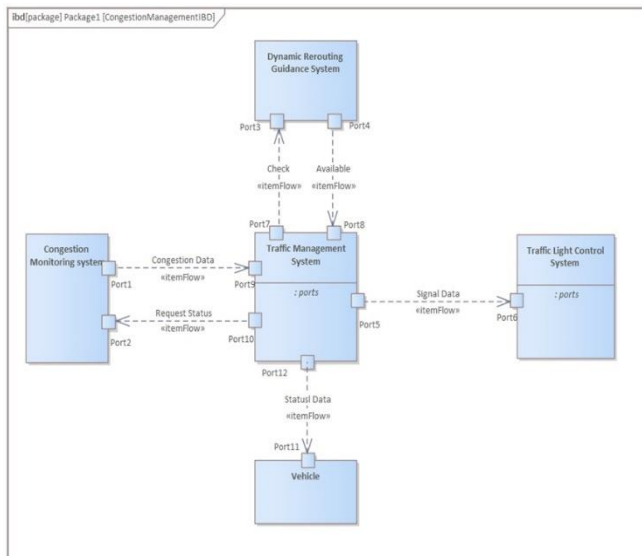 ibd[package] Package1 [CongestionManagementIBD]
Dynamic Rerouting
Guidance System
Port3
Port4
Check
«itemFlow»
Available
«itemFlow»
Port7
Port8
Congestion
Monitoring system
Port1
Congestion Data
«itemFlow»
Port9
Traffic Management
System
: ports
Request Status
«itemFlow»
Port2
Port10
Port5
Signal Data
«itemFlow»
Port6
Traffic Light Control
System
: ports
Port12
Statusl Data
«itemFlow»
Port11
Vehicle